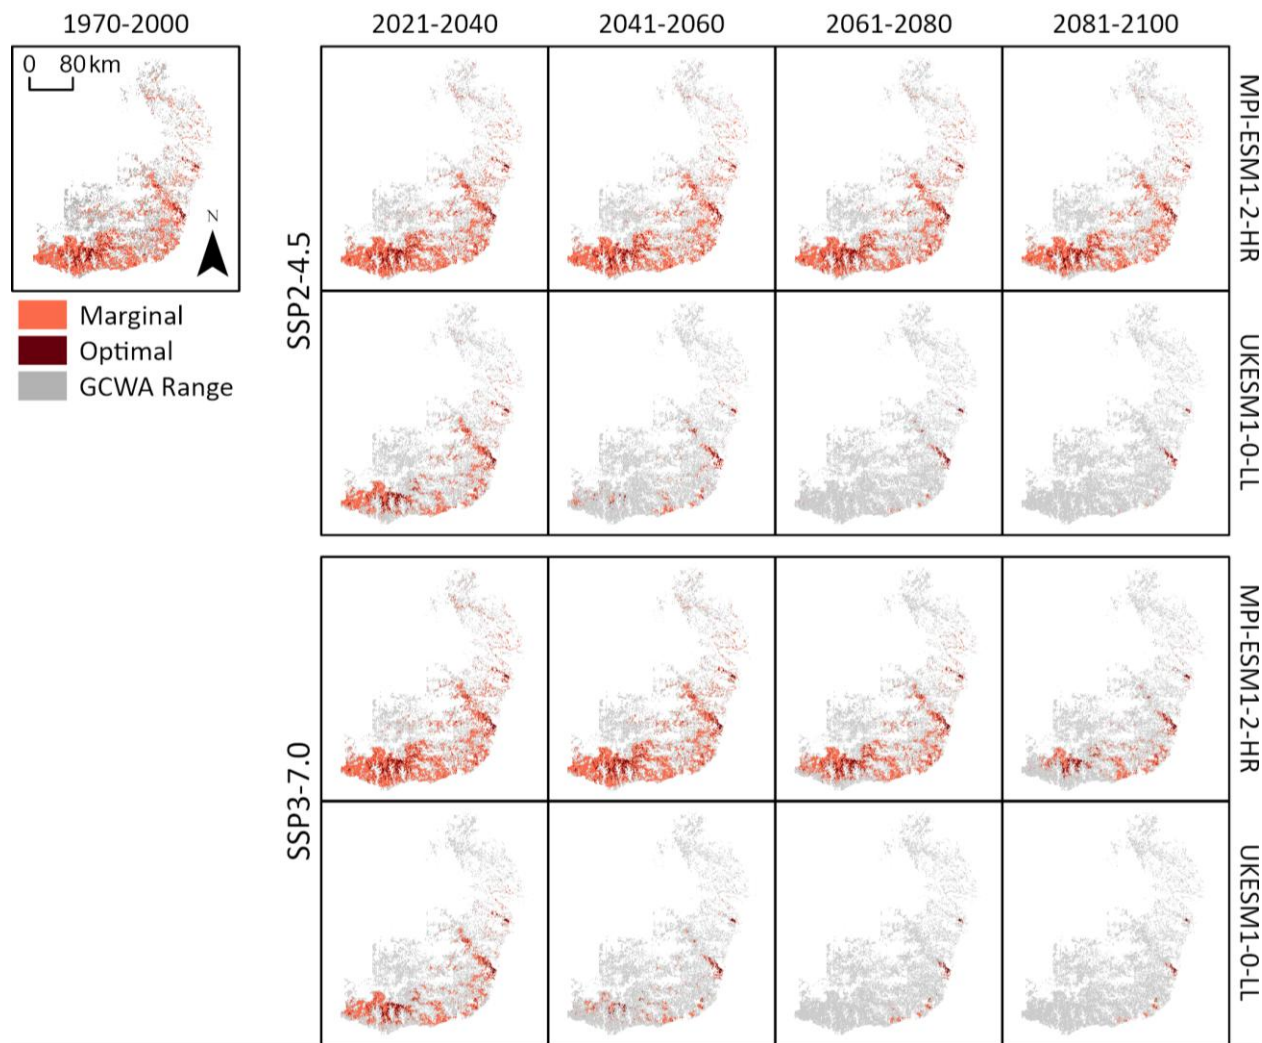 1970-2000
2021-2040
2041-2060
2061-2080
2081-2100
0 80 km
N
Marginal
Optimal
GCWA Range
SSP2-4.5
MPI-ESM1-2-HR
UKESM1-0-LL
SSP3-7.0
MPI-ESM1-2-HR
UKESM1-0-LL